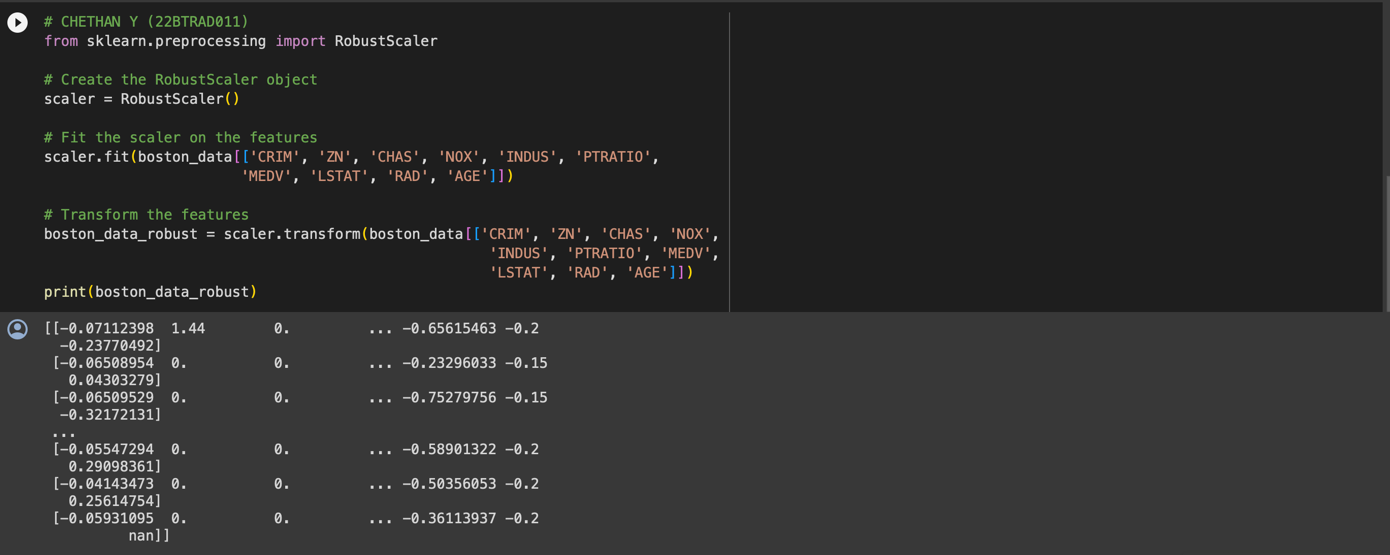 # CHETHAN Y (22BTRAD011)
from sklearn.preprocessing import RobustScaler
# Create the RobustScaler object
scaler = RobustScaler()
# Fit the scaler on the features
scaler.fit(boston_data[['CRIM', 'ZN', 'CHAS', 'NOX', 'INDUS', 'PTRATIO',
'MEDV', 'LSTAT', 'RAD', 'AGE']])
# Transform the features
boston_data_robust = scaler.transform(boston_data[['CRIM', 'ZN', 'CHAS', 'NOX',
'INDUS', 'PTRATIO', 'MEDV',
'LSTAT', 'RAD', 'AGE']])
print(boston_data_robust)
[[-0.07112398 1.44 0. ... -0.65615463 -0.2
-0.23770492]
[-0.06508954 0. 0. ... -0.23296033 -0.15
0.04303279]
[-0.06509529 0. 0. ... -0.75279756 -0.15
-0.32172131]
...
[-0.05547294 0. 0. ... -0.58901322 -0.2
0.29098361]
[-0.04143473 0. 0. ... -0.50356053 -0.2
0.25614754]
[-0.05931095 0. 0. ... -0.36113937 -0.2
nan]]